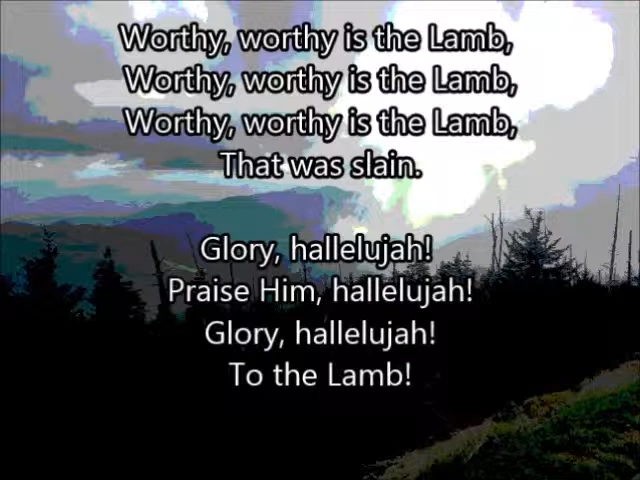 Worthy, worthy is the Lamb,
Worthy, worthy is the Lamb,
Worthy, worthy is the Lamb,
That was slain.
Glory, hallelujah!
Praise Him, hallelujah!
Glory, hallelujah!
To the Lamb!